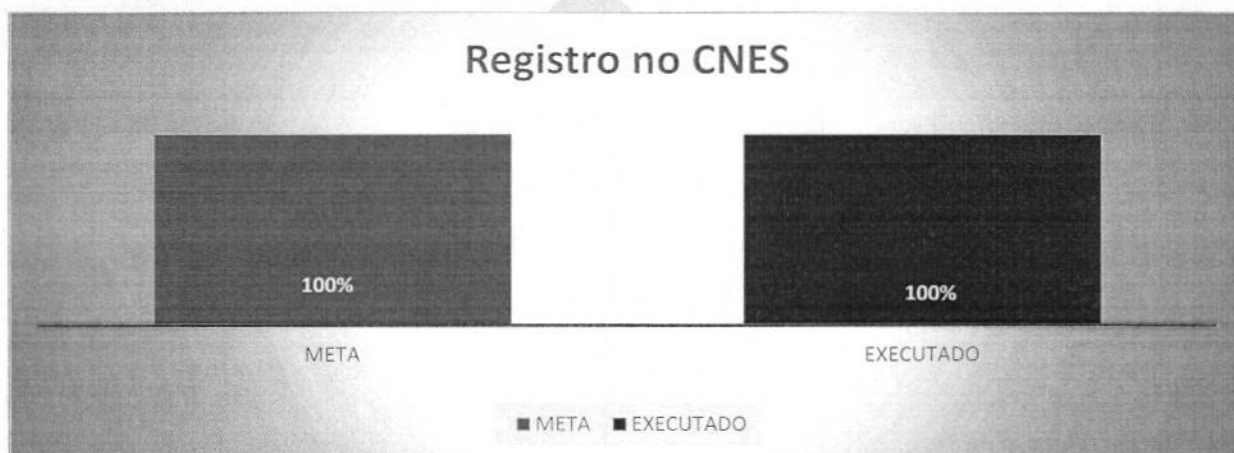 Registro no CNES
100%
100%
META
EXECUTADO
META EXECUTADO